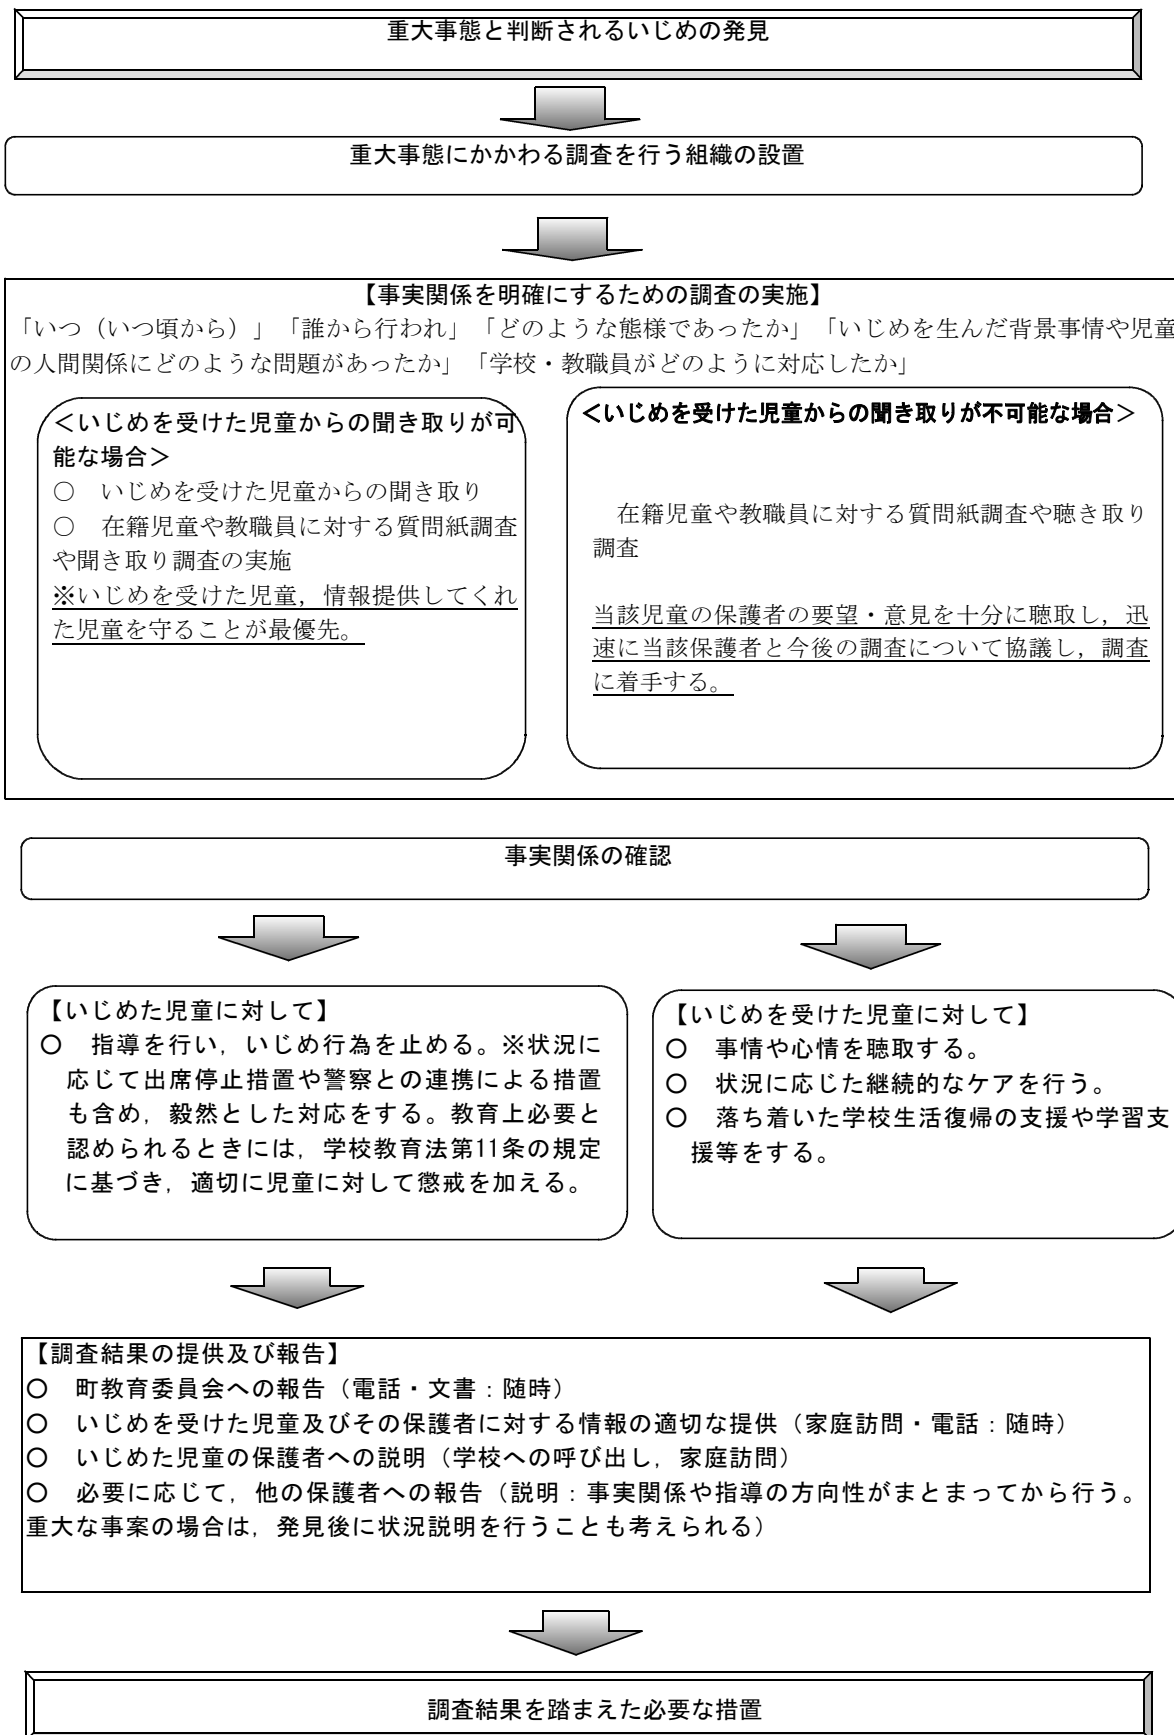 重大事態と判断されるいじめの発見
重大事態にかかわる調査を行う組織の設置
【事実関係を明確にするための調査の実施】
「いつ（いつ頃から）」「誰から行われ」「どのような態様であったか」「いじめを生んだ背景事情や児童
の人間関係にどのような問題があったか」「学校・教職員がどのように対応したか」
＜いじめを受けた児童からの聞き取りが可
能な場合＞
○　いじめを受けた児童からの聞き取り
○　在籍児童や教職員に対する質問紙調査
や聞き取り調査の実施
※いじめを受けた児童，情報提供してくれ
た児童を守ることが最優先。
＜いじめを受けた児童からの聞き取りが不可能な場合＞
在籍児童や教職員に対する質問紙調査や聴き取り
調査
当該児童の保護者の要望・意見を十分に聴取し，迅
速に当該保護者と今後の調査について協議し，調査
に着手する。
事実関係の確認
【いじめた児童に対して】
○　指導を行い，いじめ行為を止める。※状況に
応じて出席停止措置や警察との連携による措置
も含め，毅然とした対応をする。教育上必要と
認められるときには，学校教育法第11条の規定
に基づき，適切に児童に対して懲戒を加える。
【いじめを受けた児童に対して】
○　事情や心情を聴取する。
○　状況に応じた継続的なケアを行う。
○　落ち着いた学校生活復帰の支援や学習支
援等をする。
【調査結果の提供及び報告】
○　町教育委員会への報告（電話・文書：随時）
○　いじめを受けた児童及びその保護者に対する情報の適切な提供（家庭訪問・電話：随時）
○　いじめた児童の保護者への説明（学校への呼び出し，家庭訪問）
○　必要に応じて，他の保護者への報告（説明：事実関係や指導の方向性がまとまってから行う。
重大な事案の場合は，発見後に状況説明を行うことも考えられる）
調査結果を踏まえた必要な措置